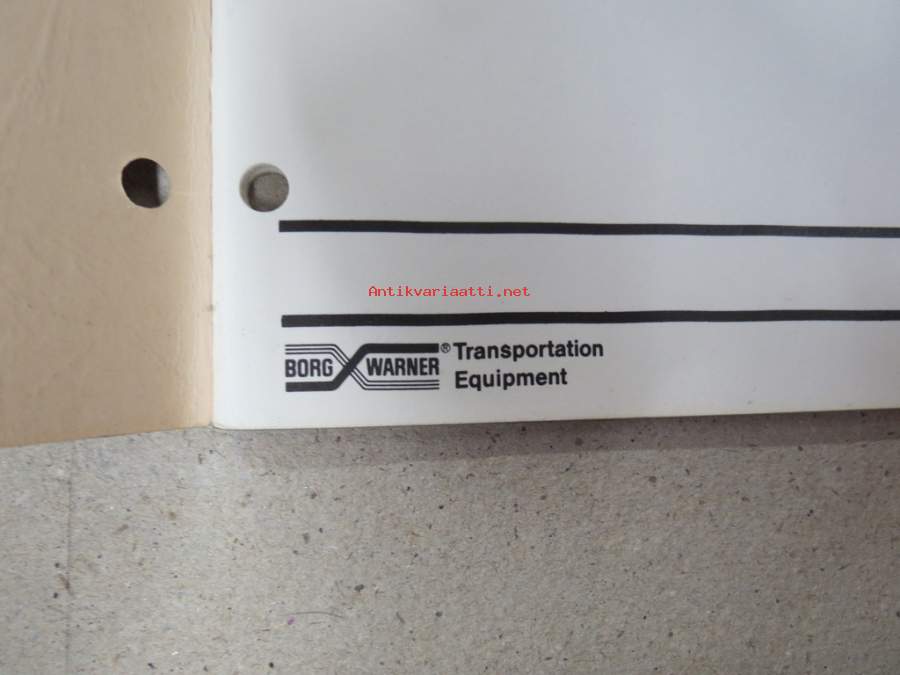 Antikvariaatti.net
BORG WARNER® Transportation
Equipment